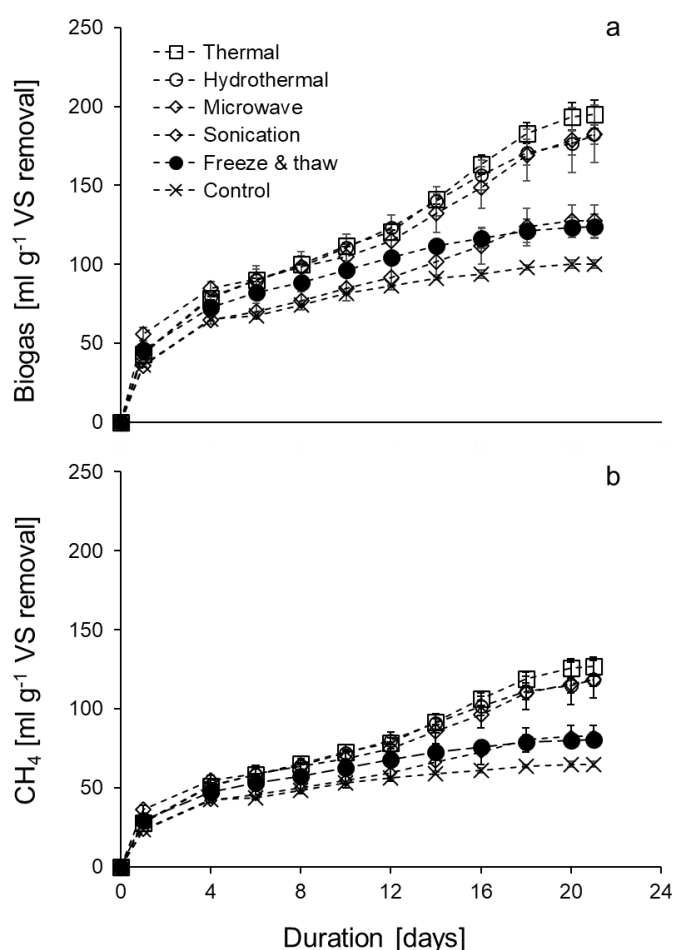 a
250
200
150
100
50
0
Biogas [ml g⁻¹ VS removal]
Thermal
Hydrothermal
Microwave
Sonication
Freeze & thaw
Control
b
250
200
150
100
50
0
CH₄ [ml g⁻¹ VS removal]
0 4 8 12 16 20 24
Duration [days]